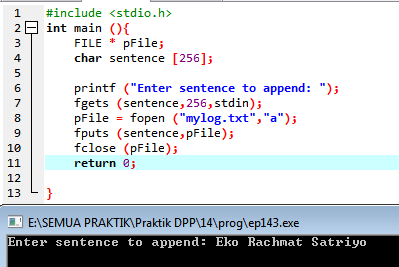 1 #include <stdio.h>
2 int main (){
3 FILE * pFile;
4 char sentence [256];
5
6 printf ("Enter sentence to append: ");
7 fgets (sentence,256,stdin);
8 pFile = fopen ("mylog.txt","a");
9 fputs (sentence,pFile);
10 fclose (pFile);
11 return 0;
12
13 }
E:\SEMUA PRAKTIK\Praktik DPP\14\prog\ep143.exe
Enter sentence to append: Eko Rachmat Satriyo